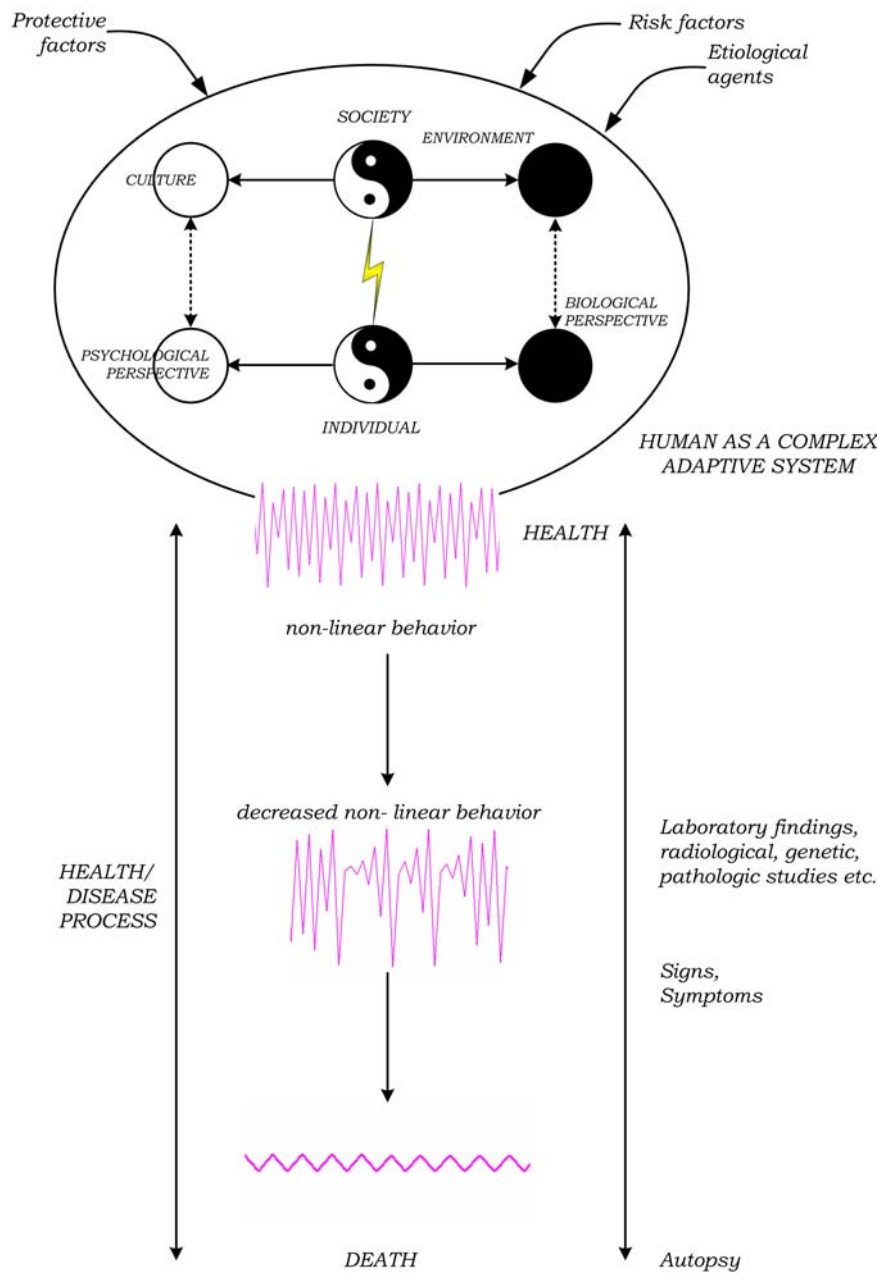 Protective
factors
Risk factors
Etiological
agents
SOCIETY
ENVIRONMENT
CULTURE
BIOLOGICAL
PERSPECTIVE
PSYCHOLOGICAL
PERSPECTIVE
INDIVIDUAL
HUMAN AS A COMPLEX
ADAPTIVE SYSTEM
HEALTH
non-linear behavior
decreased non- linear behavior
Laboratory findings,
radiological, genetic,
pathologic studies etc.
HEALTH/
DISEASE
PROCESS
Signs,
Symptoms
DEATH
Autopsy